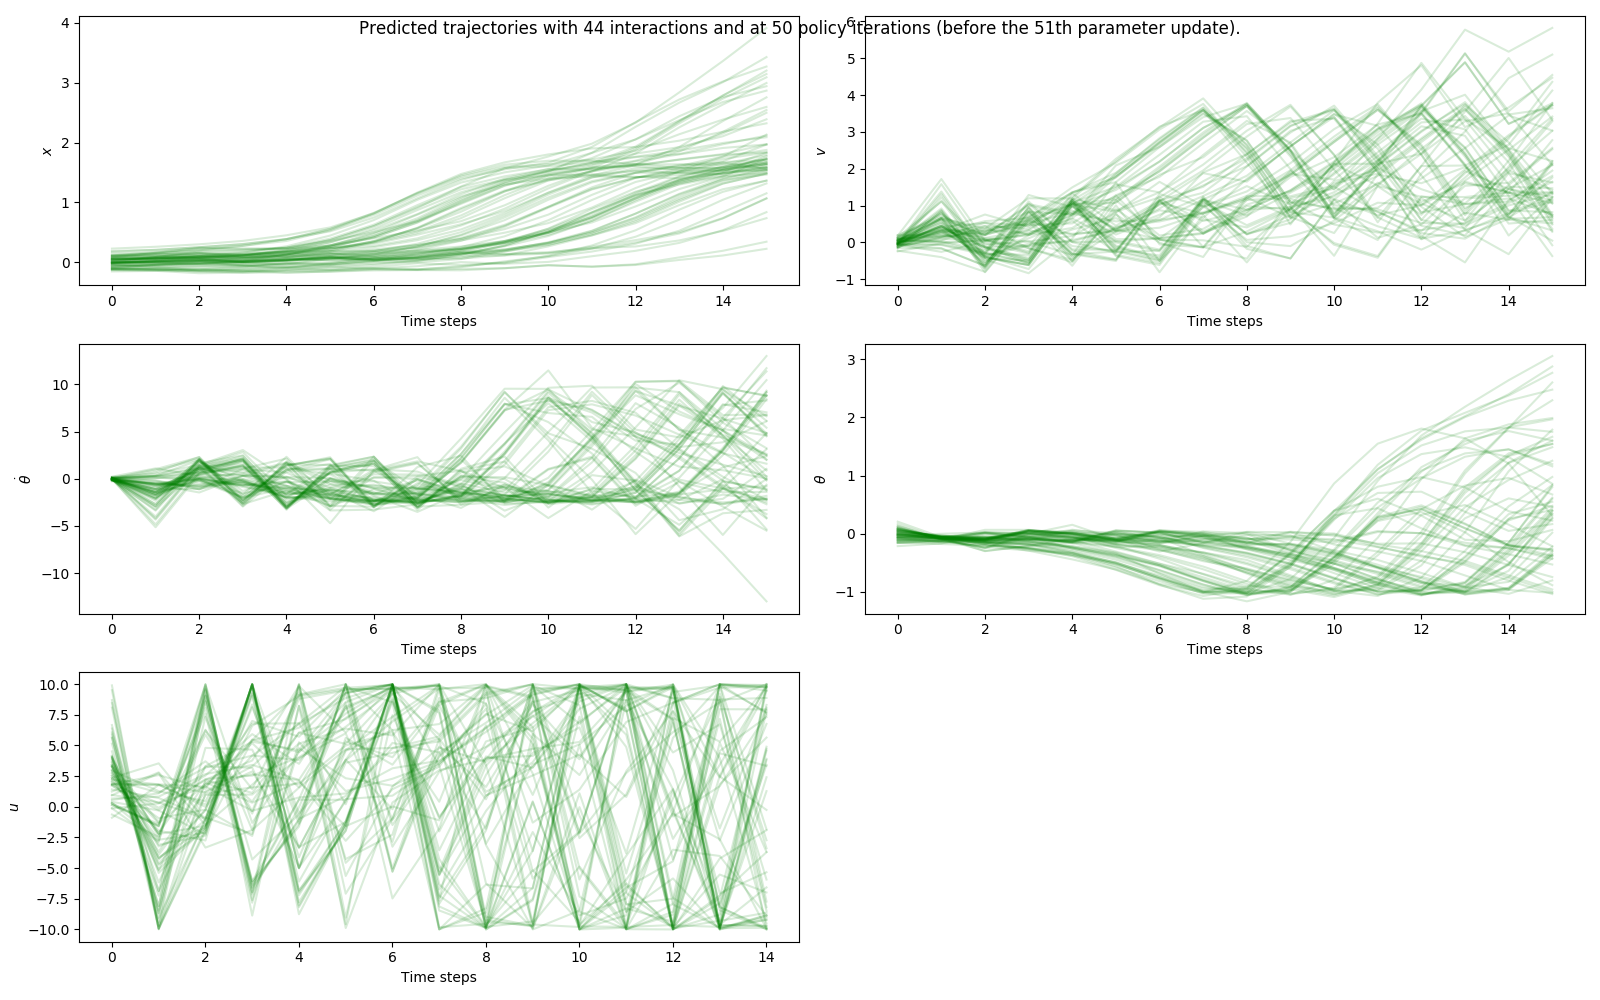 Predicted trajectories with 44 interactions and at 50 policy iterations (before the 51th parameter update).
4
3
2
1
0
x
0 2 4 6 8 10 12 14
Time steps
6
5
4
3
2
1
0
−1
v
0 2 4 6 8 10 12 14
Time steps
10
5
0
−5
−10
θ̇
0 2 4 6 8 10 12 14
Time steps
3
2
1
0
−1
θ
0 2 4 6 8 10 12 14
Time steps
10.0
7.5
5.0
2.5
0.0
−2.5
−5.0
−7.5
−10.0
u
0 2 4 6 8 10 12 14
Time steps